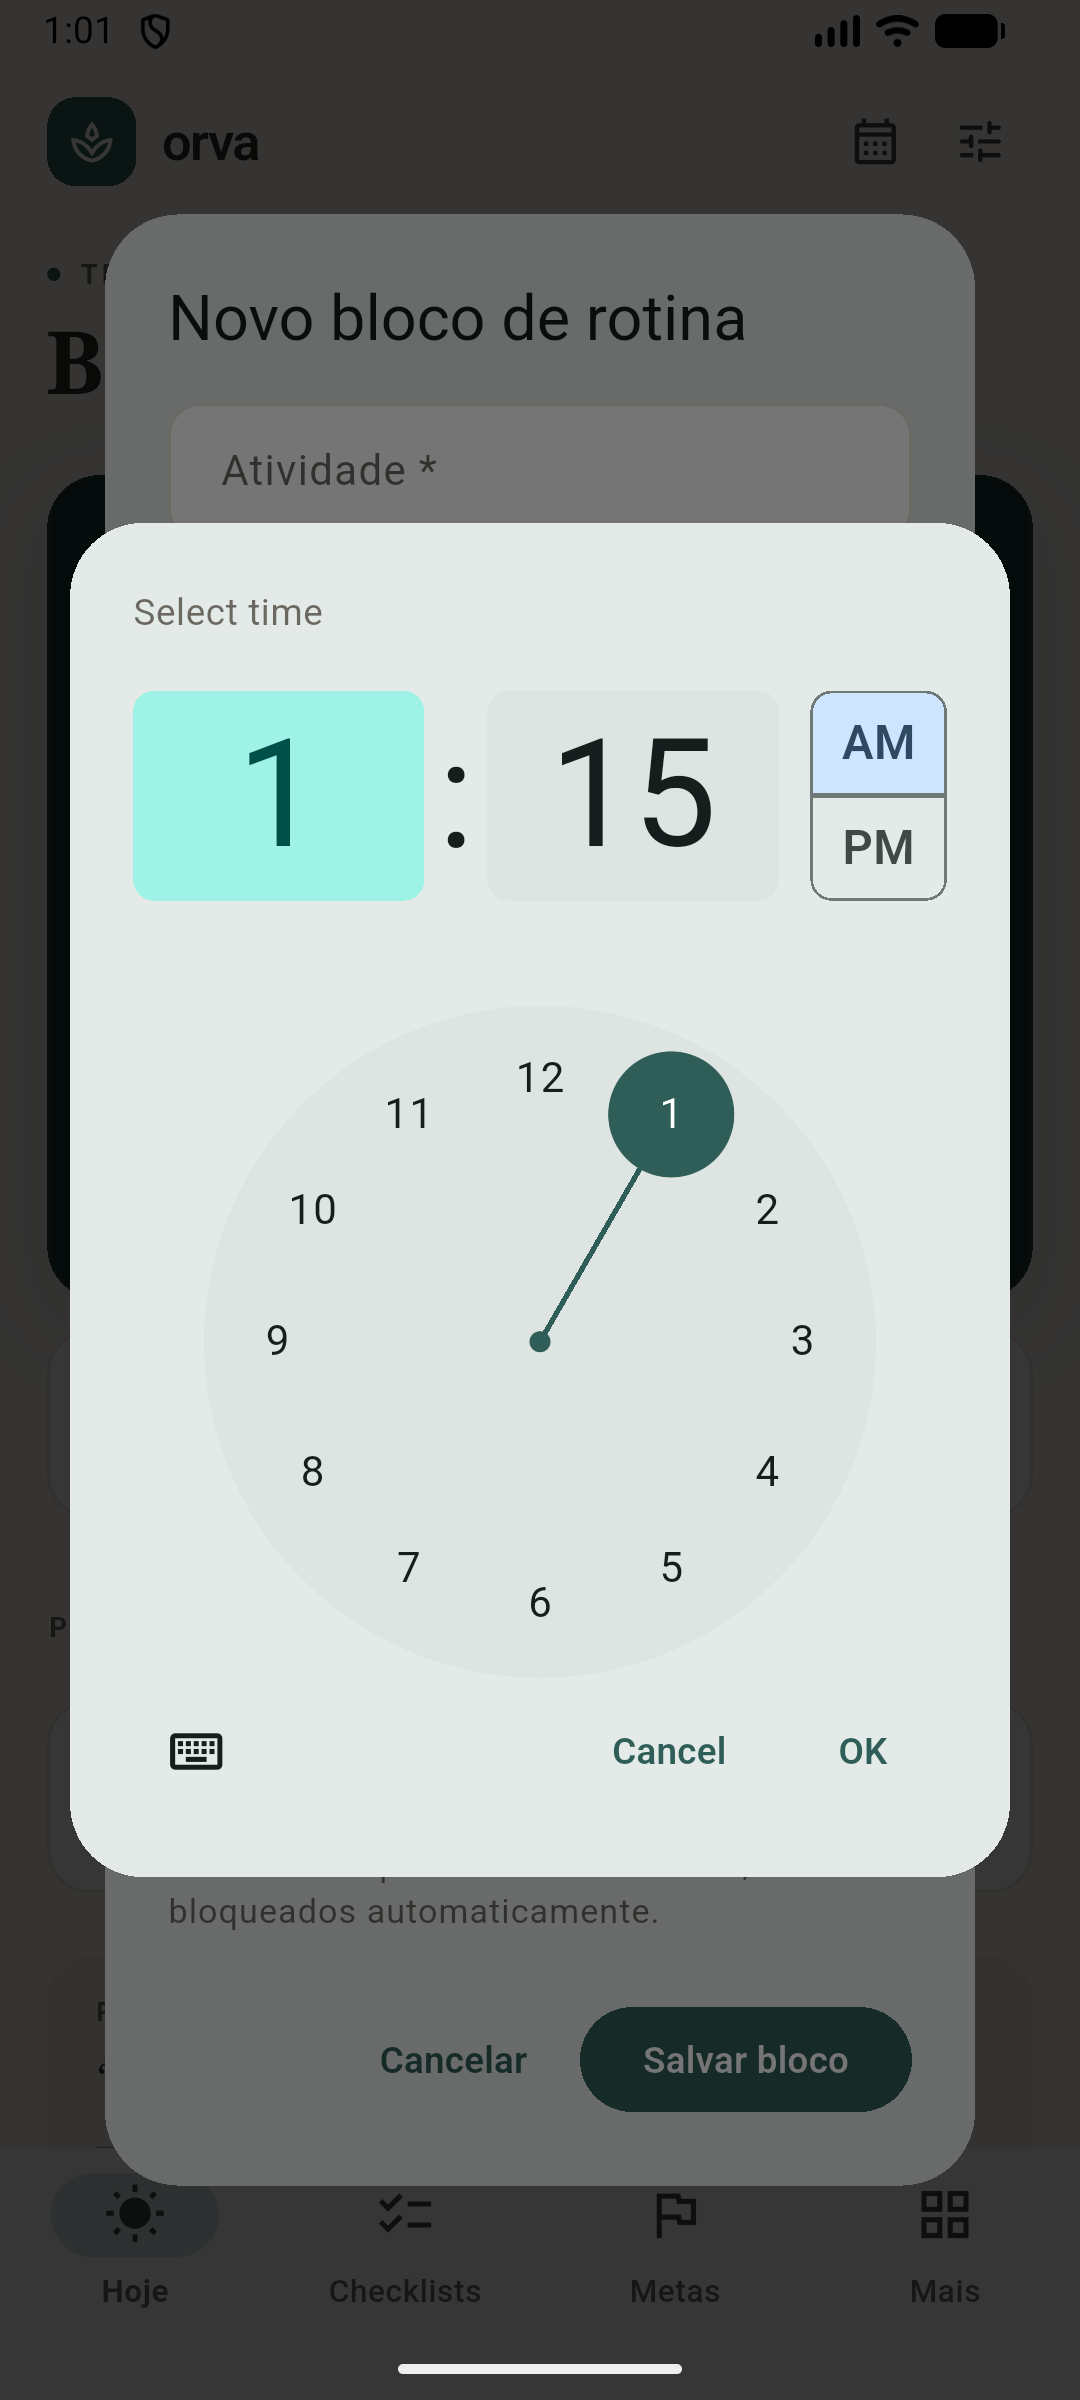 1:01
orva
Novo bloco de rotina
Atividade *
Select time
1 : 15
AM
PM
12
11
1
10
2
9
3
8
4
7
5
6
Cancel
OK
bloqueados automaticamente.
Cancelar
Salvar bloco
Hoje
Checklists
Metas
Mais